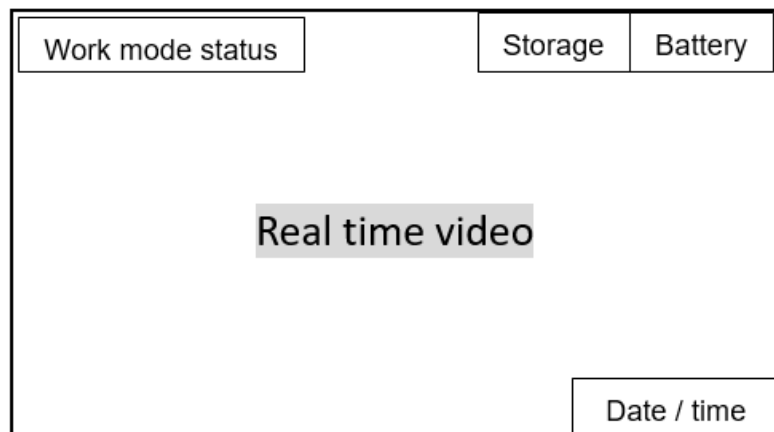 Work mode status
Storage
Battery
Real time video
Date / time